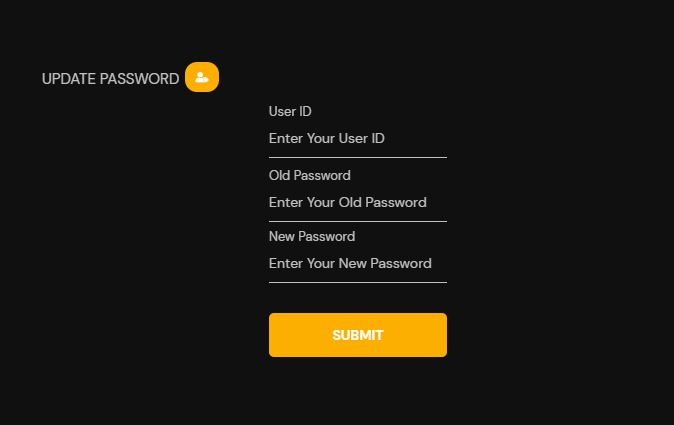 UPDATE PASSWORD
User ID
Enter Your User ID
Old Password
Enter Your Old Password
New Password
Enter Your New Password
SUBMIT